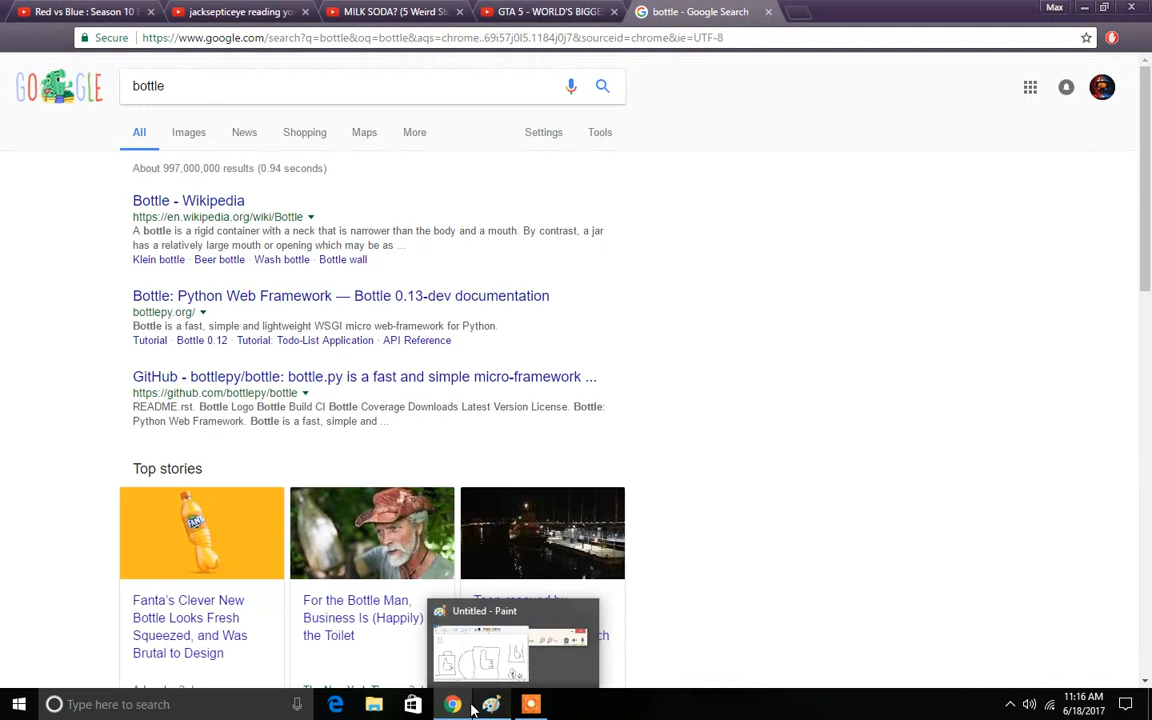 Red vs Blue : Season 10 E
jacksepticeye reading yo
MILK SODA? (5 Weird S
GTA 5 - WORLD'S BIGGE
bottle - Google Search
Max
Secure
https://www.google.com/search?q=bottle&oq=bottle&aqs=chrome..69i57j0l5.1184j0j7&sourceid=chrome&ie=UTF-8
GOOGLE
bottle
All
Images
News
Shopping
Maps
More
Settings
Tools
About 997,000,000 results (0.94 seconds)
Bottle - Wikipedia
https://en.wikipedia.org/wiki/Bottle
A bottle is a rigid container with a neck that is narrower than the body and a mouth. By contrast, a jar
has a relatively large mouth or opening which may be as ...
Klein bottle · Beer bottle · Wash bottle · Bottle wall
Bottle: Python Web Framework — Bottle 0.13-dev documentation
bottlepy.org/
Bottle is a fast, simple and lightweight WSGI micro web-framework for Python.
Tutorial · Bottle 0.12 · Tutorial: Todo-List Application · API Reference
GitHub - bottlepy/bottle: bottle.py is a fast and simple micro-framework ...
https://github.com/bottlepy/bottle
README.rst. Bottle Logo Bottle Build CI Bottle Coverage Downloads Latest Version License. Bottle:
Python Web Framework. Bottle is a fast, simple and ...
Top stories
FANTA
Fanta's Clever New
Bottle Looks Fresh
Squeezed, and Was
Brutal to Design
For the Bottle Man,
Business Is (Happily)
the Toilet
Untitled - Paint
Type here to search
11:16 AM
6/18/2017